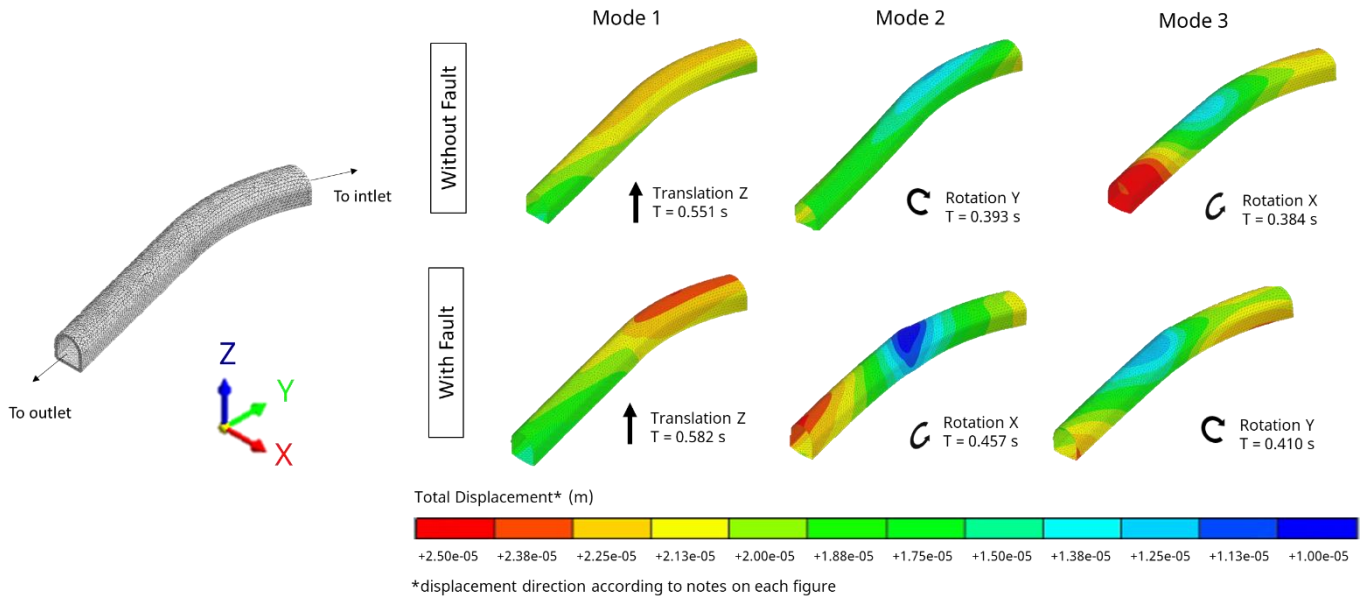 Mode 1
Mode 2
Mode 3
Without Fault
Translation Z
T = 0.551 s
Rotation Y
T = 0.393 s
Rotation X
T = 0.384 s
To intlet
To outlet
Z
Y
X
With Fault
Translation Z
T = 0.582 s
Rotation X
T = 0.457 s
Rotation Y
T = 0.410 s
Total Displacement* (m)
+2.50e-05 +2.38e-05 +2.25e-05 +2.13e-05 +2.00e-05 +1.88e-05 +1.75e-05 +1.50e-05 +1.38e-05 +1.25e-05 +1.13e-05 +1.00e-05
*displacement direction according to notes on each figure